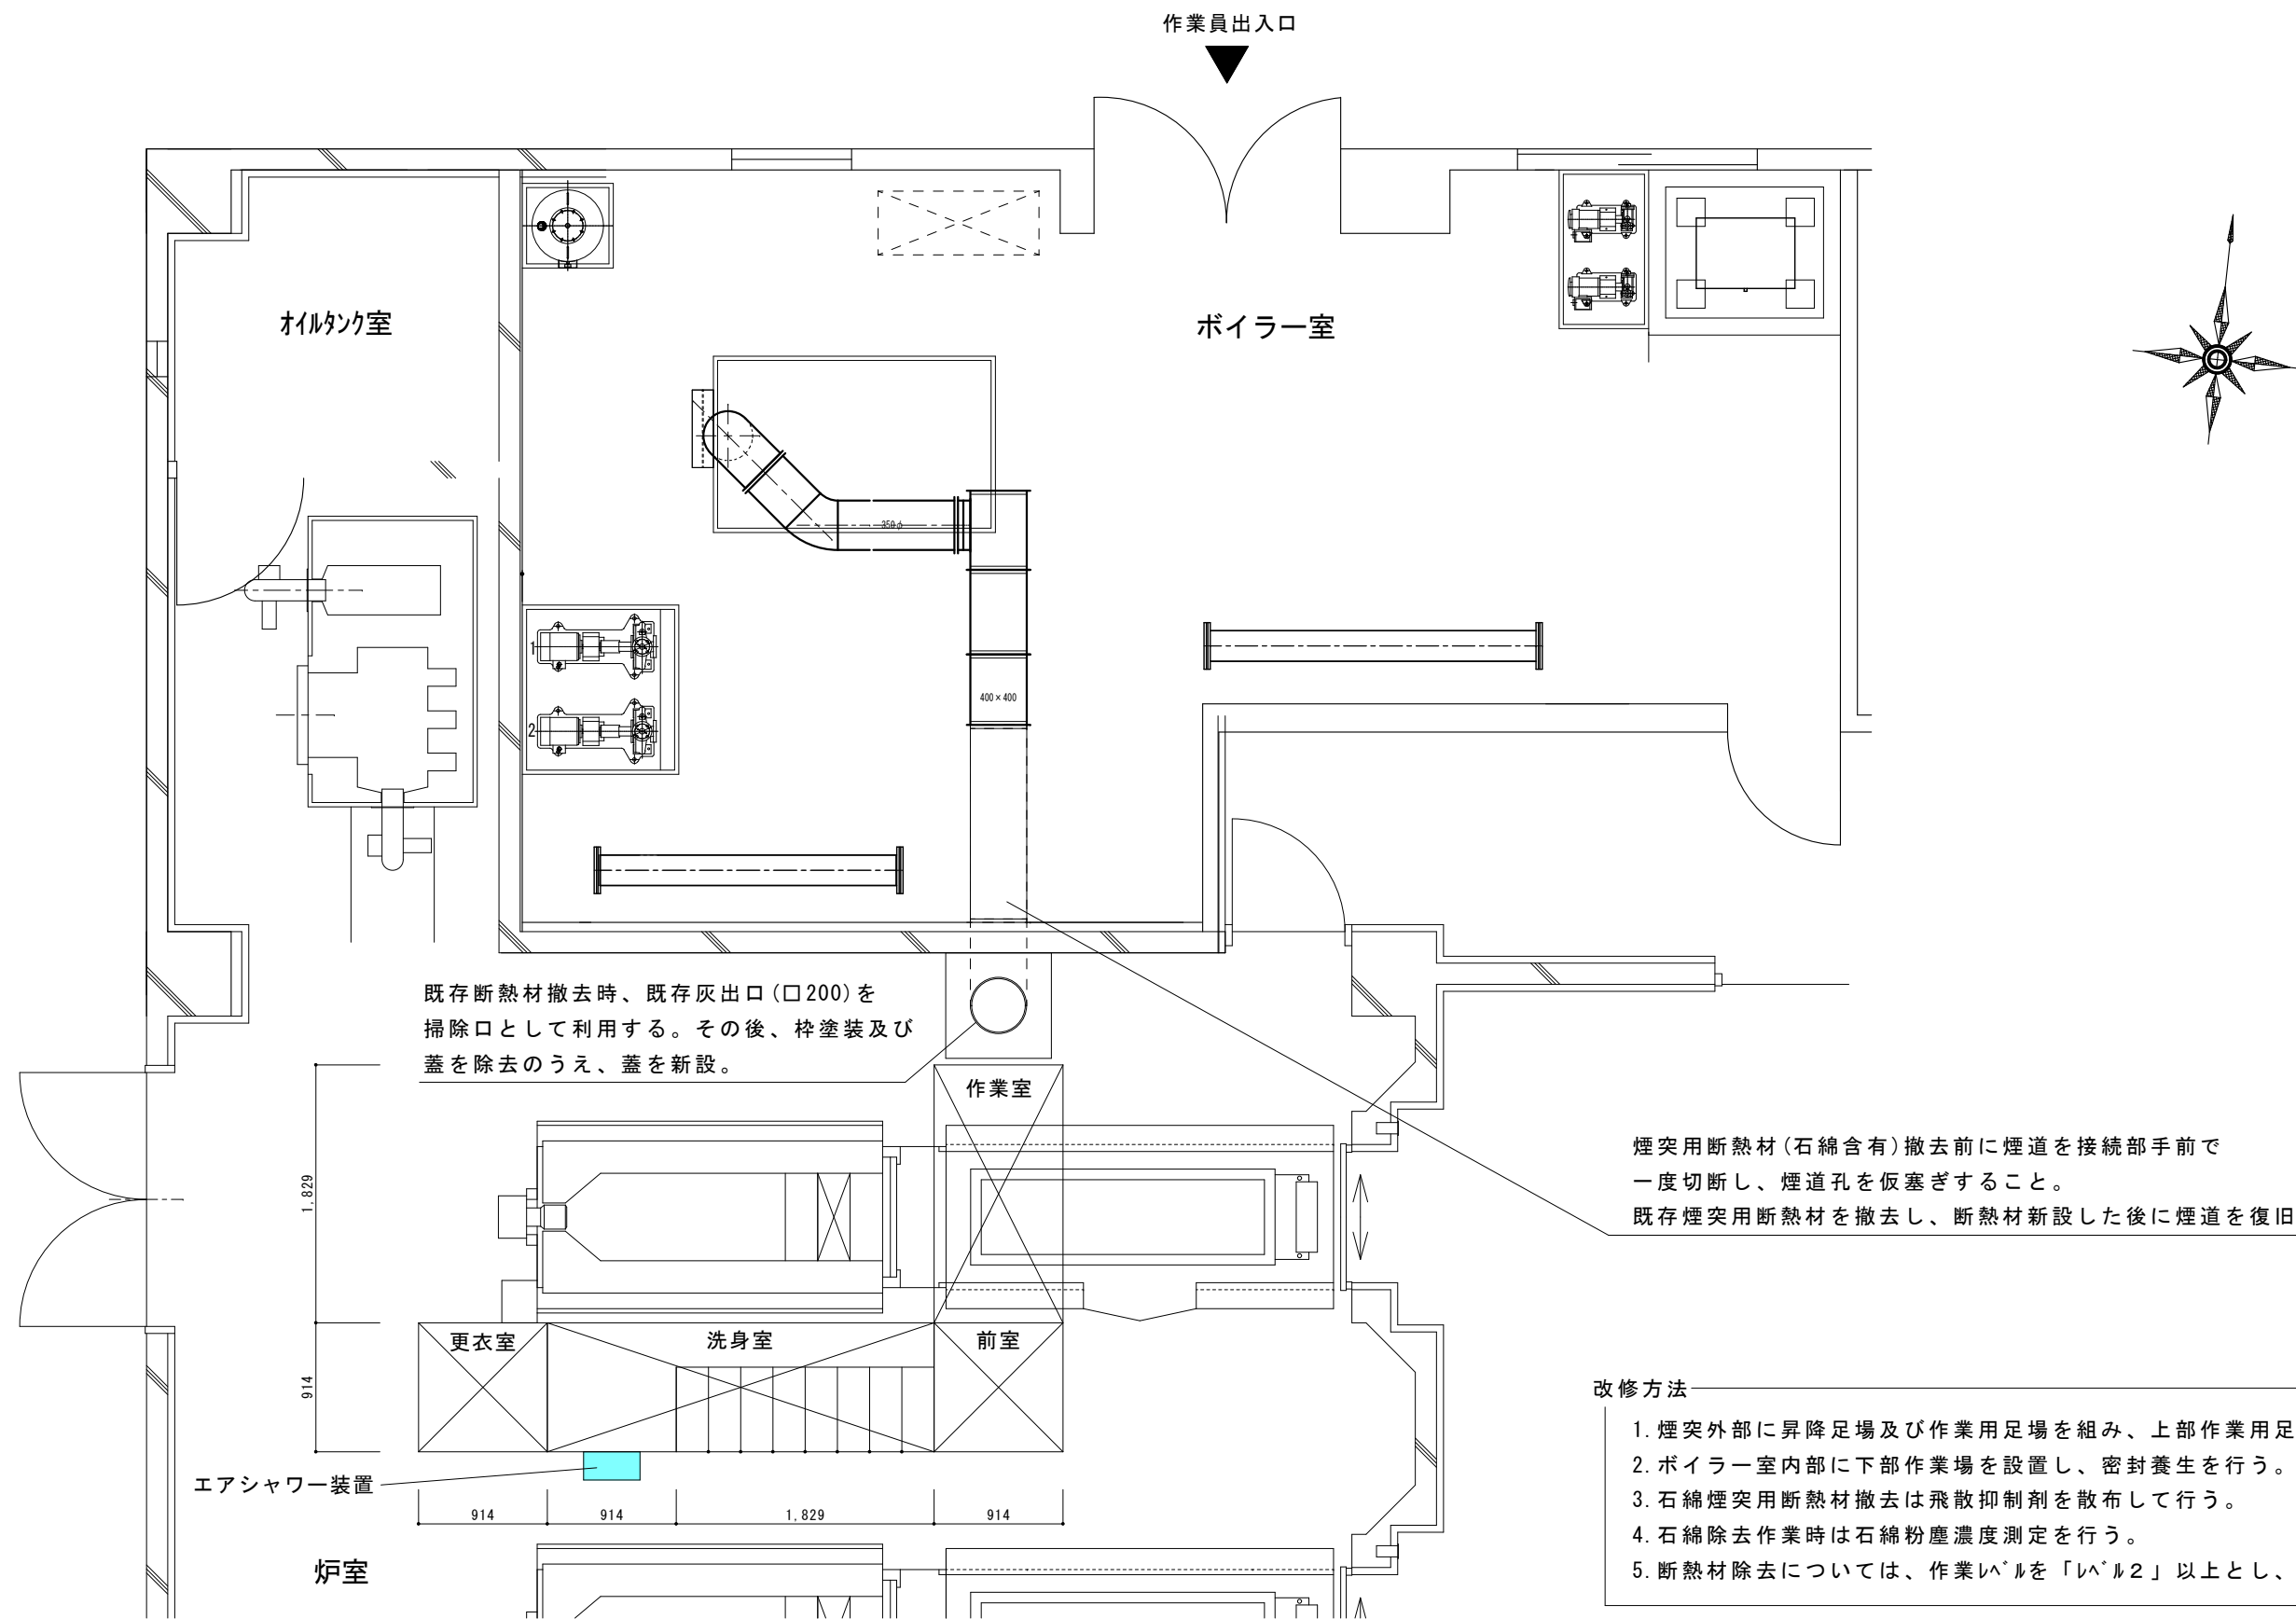 作業員出入口
オイルタンク室
ボイラー室
350φ
1
2
400×400
既存断熱材撤去時、既存灰出口(口200)を
掃除口として利用する。その後、枠塗装及び
蓋を除去のうえ、蓋を新設。
作業室
1,829
煙突用断熱材(石綿含有)撤去前に煙道を接続部手前で
一度切断し、煙道孔を仮塞ぎすること。
既存煙突用断熱材を撤去し、断熱材新設した後に煙道を復旧
更衣室
洗身室
前室
914
エアシャワー装置
914
914
1,829
914
炉室
改修方法
1.煙突外部に昇降足場及び作業用足場を組み、上部作業用足
2.ボイラー室内部に下部作業場を設置し、密封養生を行う。
3.石綿煙突用断熱材撤去は飛散抑制剤を散布して行う。
4.石綿除去作業時は石綿粉塵濃度測定を行う。
5.断熱材除去については、作業ﾚﾍﾞﾙを「ﾚﾍﾞﾙ2」以上とし、